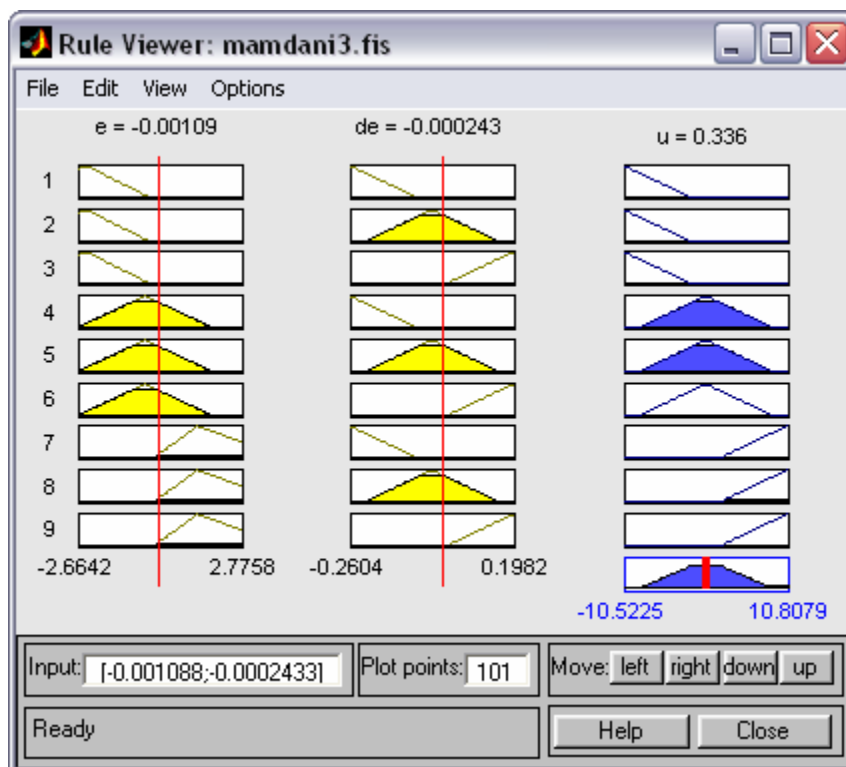 Rule Viewer: mamdani3.fis
File Edit View Options
e = -0.00109 de = -0.000243 u = 0.336
1
2
3
4
5
6
7
8
9
-2.6642 2.7758 -0.2604 0.1982
-10.5225 10.8079
Input: [-0.001088;-0.0002433] Plot points: 101 Move: left right down up
Ready Help Close